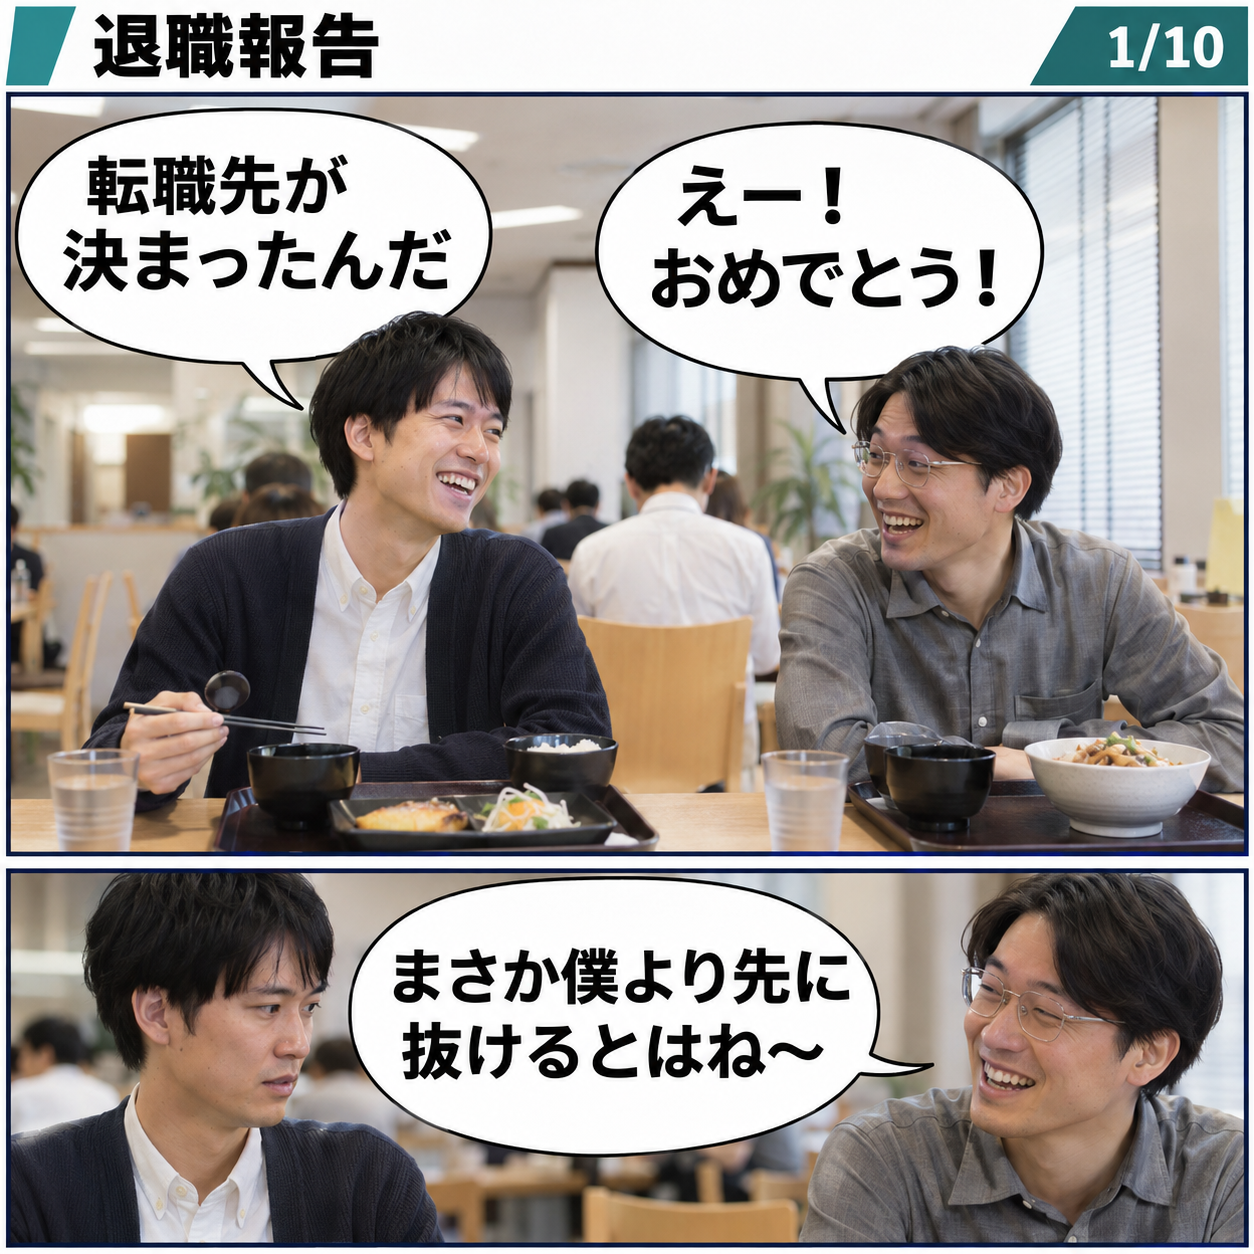 退職報告
1/10
転職先が
決まったんだ
えー！
おめでとう！
まさか僕より先に
抜けるとはね～